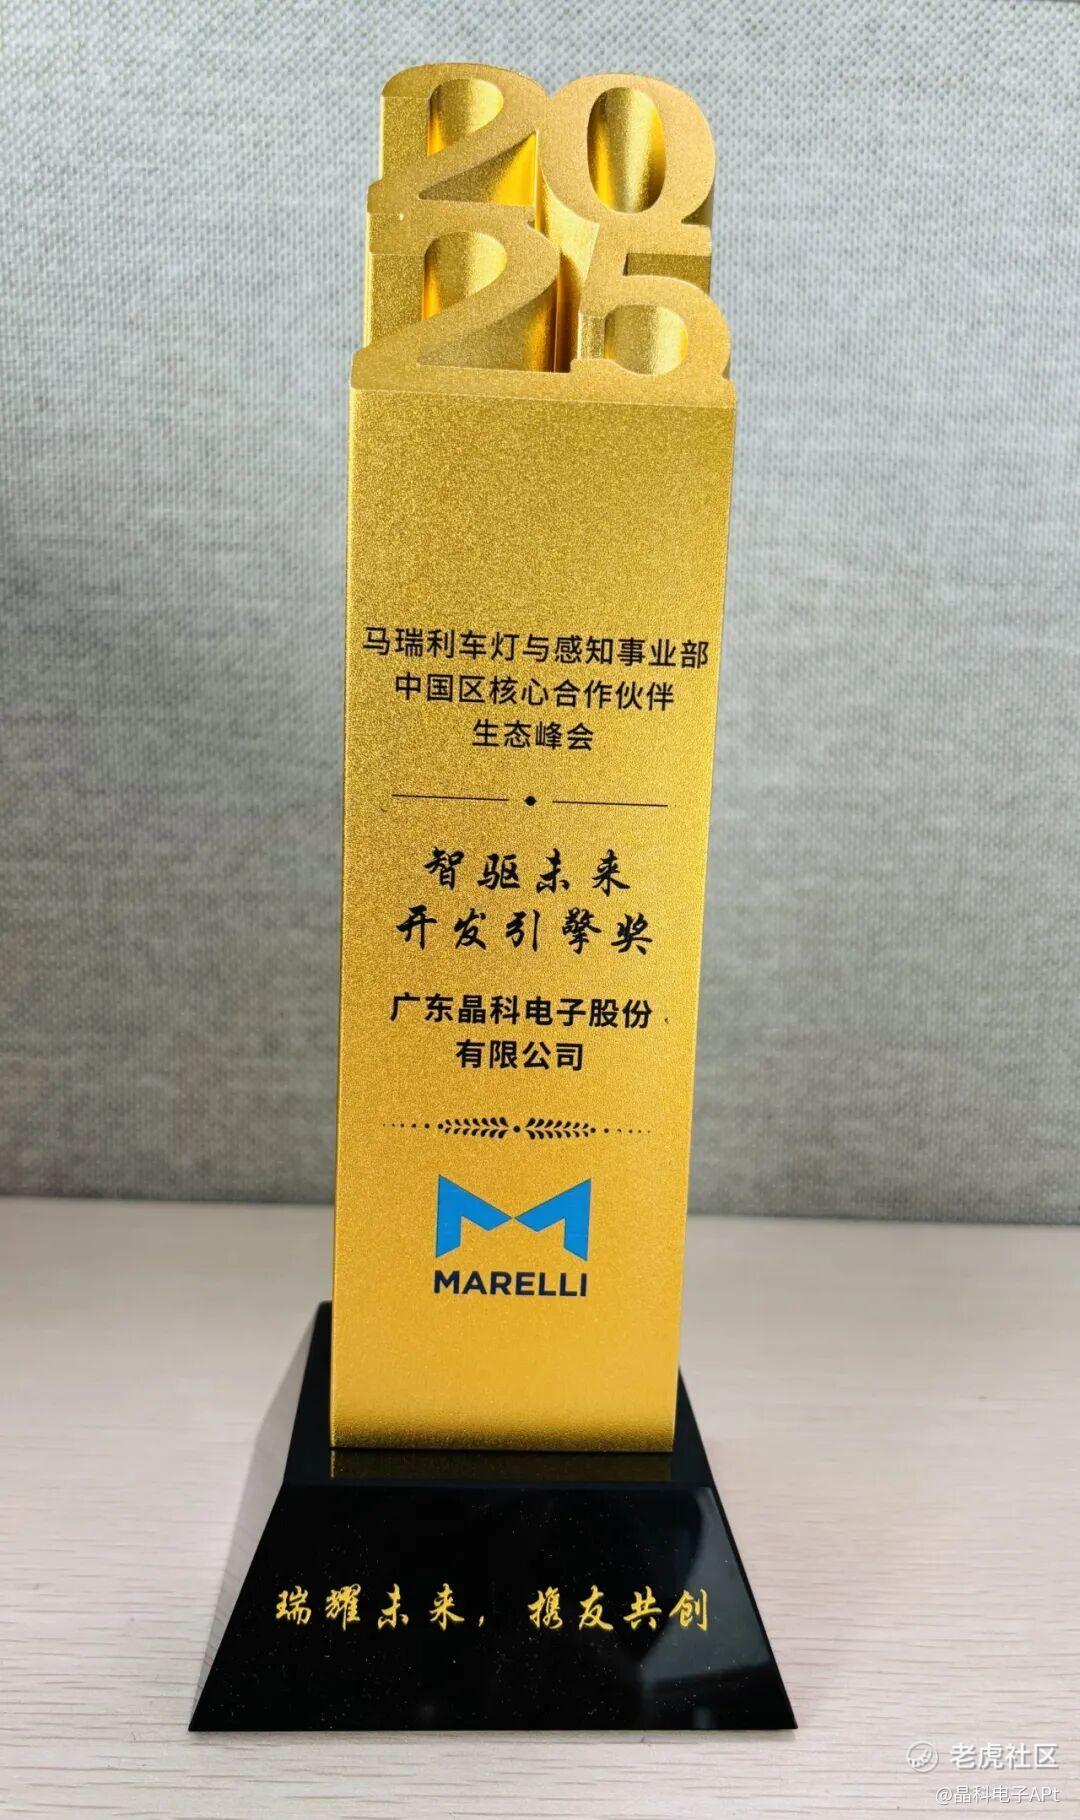 20
25
马瑞利车灯与感知事业部
中国区核心合作伙伴
生态峰会
智驱未来
开发引擎奖
广东晶科电子股份
有限公司
MARELLI
瑞耀未来，携友共创
老虎社区
@晶科电子APt